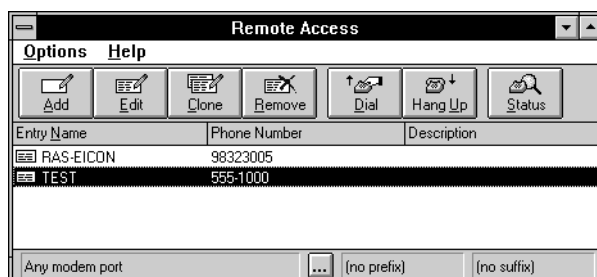 Remote Access
Options Help
Add Edit Clone Remove Dial Hang Up Status
Entry Name Phone Number Description
RAS-EICON 98323005
TEST 555-1000
Any modem port ... (no prefix) (no suffix)